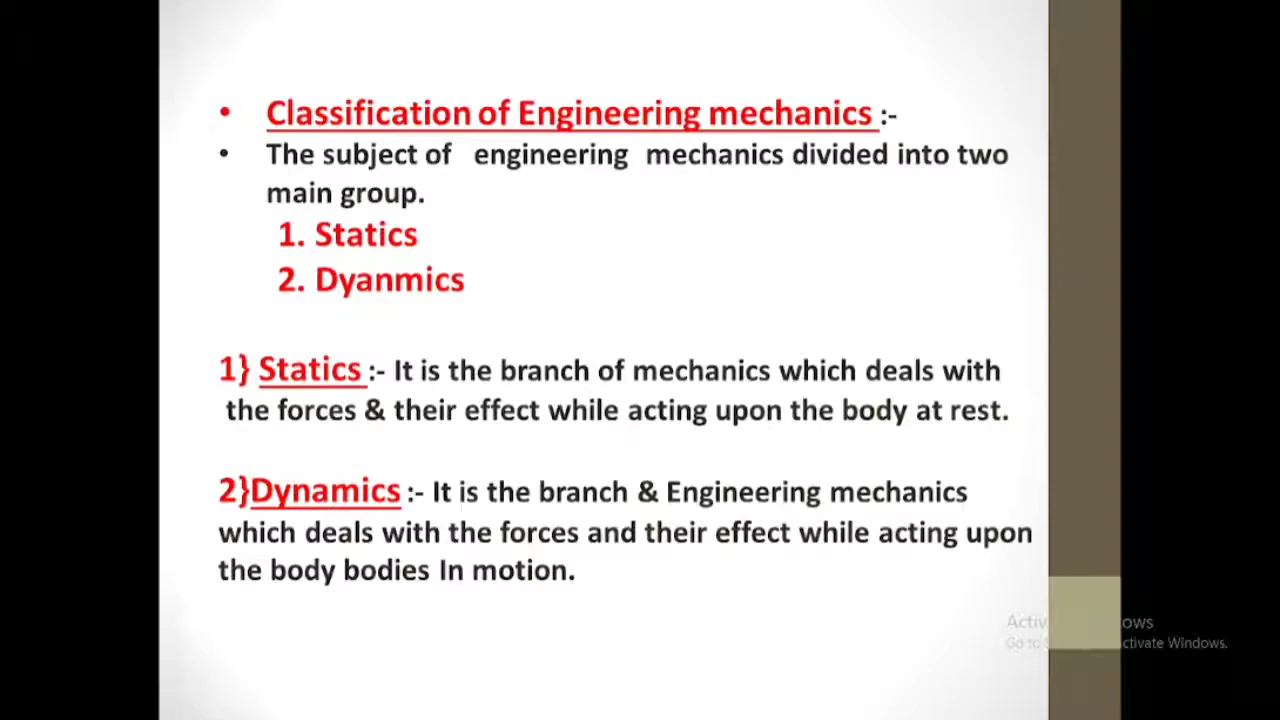 • Classification of Engineering mechanics :-
• The subject of engineering mechanics divided into two
main group.
1. Statics
2. Dyanmics
1} Statics :- It is the branch of mechanics which deals with
the forces & their effect while acting upon the body at rest.
2}Dynamics :- It is the branch & Engineering mechanics
which deals with the forces and their effect while acting upon
the body bodies In motion.